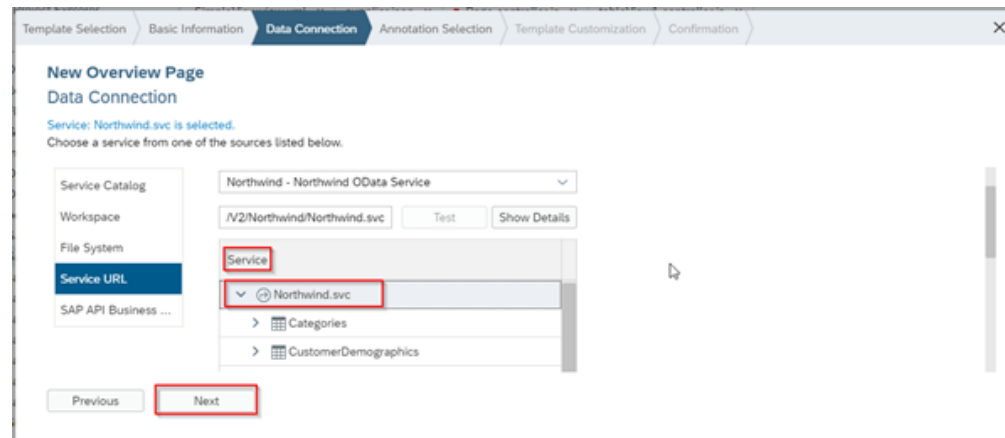 Template Selection Basic Information Data Connection Annotation Selection Template Customization Confirmation
New Overview Page
Data Connection
Service: Northwind.svc is selected.
Choose a service from one of the sources listed below.
Service Catalog
Workspace
File System
Service URL
SAP API Business ...
Northwind - Northwind OData Service
/V2/Northwind/Northwind.svc Test Show Details
Service
Northwind.svc
Categories
CustomerDemographics
Previous Next